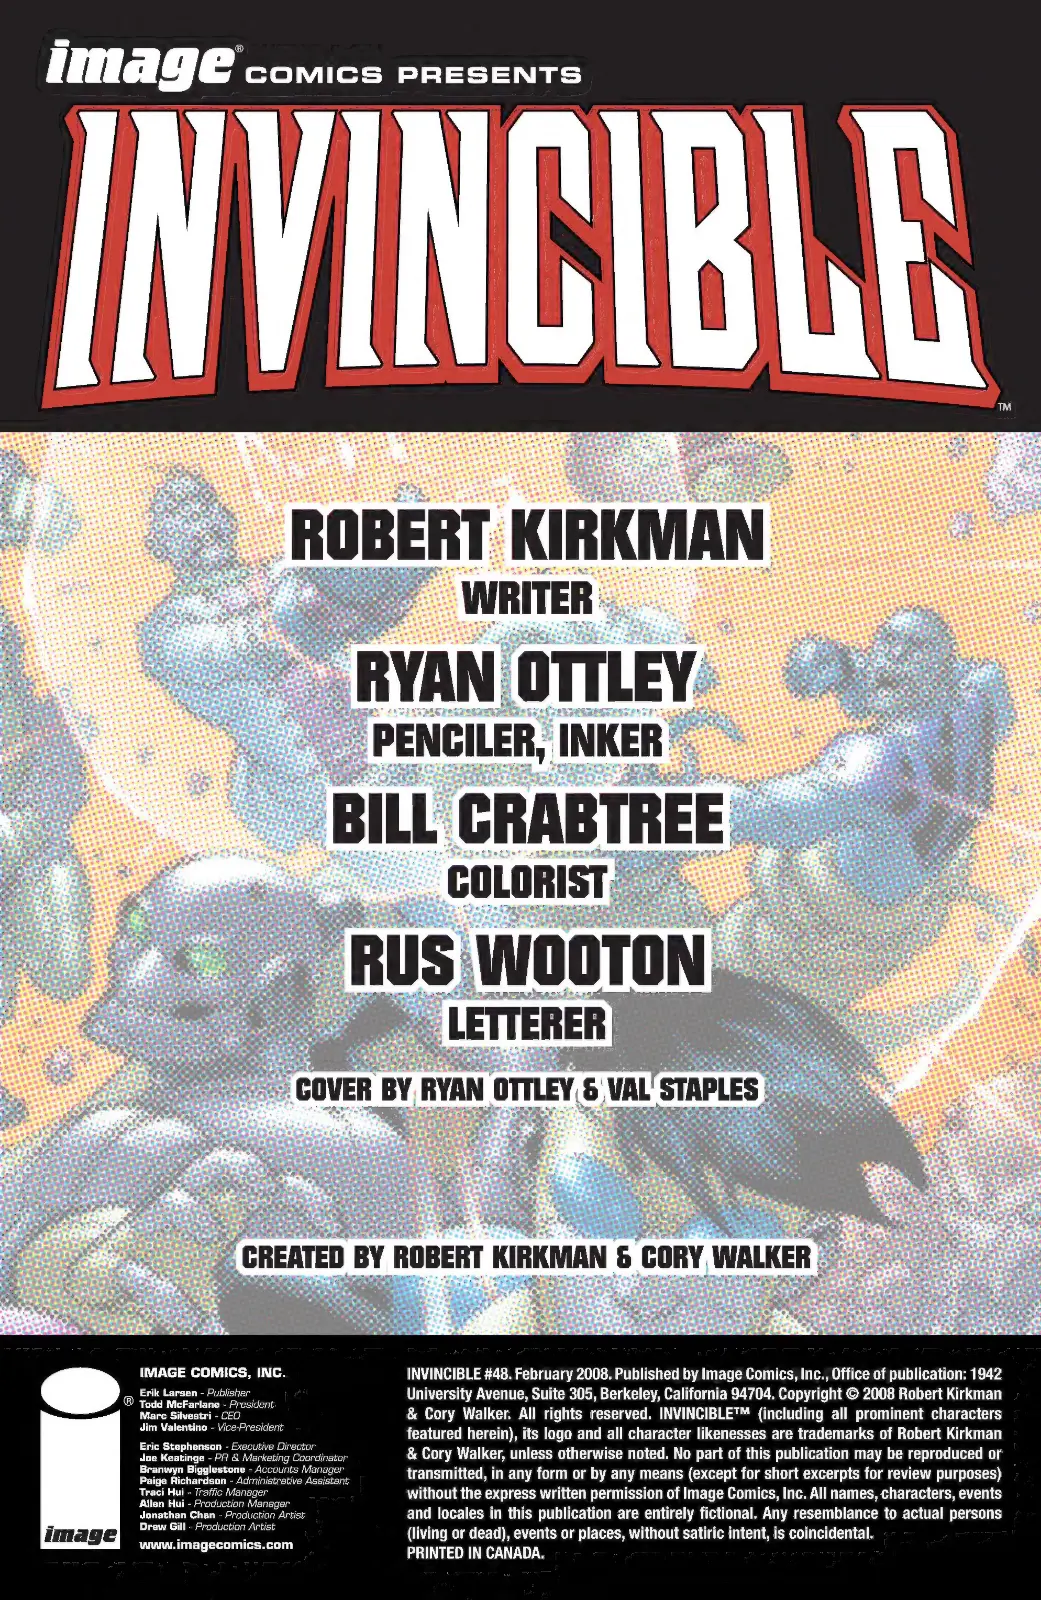 image® COMICS PRESENTS
INVINCIBLE™
ROBERT KIRKMAN
WRITER
RYAN OTTLEY
PENCILER, INKER
BILL CRABTREE
COLORIST
RUS WOOTON
LETTERER
COVER BY RYAN OTTLEY & VAL STAPLES
CREATED BY ROBERT KIRKMAN & CORY WALKER
®
image
IMAGE COMICS, INC.
Erik Larsen - Publisher
Todd McFarlane - President
Marc Silvestri - CEO
Jim Valentino - Vice-President
Eric Stephenson - Executive Director
Joe Keatinge - PR & Marketing Coordinator
Branwyn Bigglestone - Accounts Manager
Paige Richardson - Administrative Assistant
Traci Hui - Traffic Manager
Allen Hui - Production Manager
Jonathan Chan - Production Artist
Drew Gill - Production Artist
www.imagecomics.com
INVINCIBLE #48. February 2008. Published by Image Comics, Inc., Office of publication: 1942
University Avenue, Suite 305, Berkeley, California 94704. Copyright © 2008 Robert Kirkman
& Cory Walker. All rights reserved. INVINCIBLE™ (including all prominent characters
featured herein), its logo and all character likenesses are trademarks of Robert Kirkman
& Cory Walker, unless otherwise noted. No part of this publication may be reproduced or
transmitted, in any form or by any means (except for short excerpts for review purposes)
without the express written permission of Image Comics, Inc. All names, characters, events
and locales in this publication are entirely fictional. Any resemblance to actual persons
(living or dead), events or places, without satiric intent, is coincidental.
PRINTED IN CANADA.